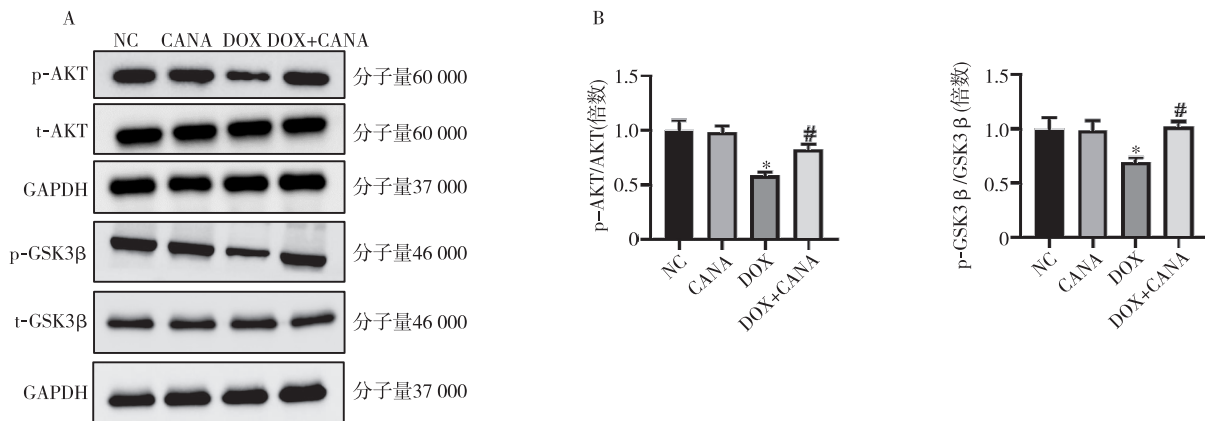 A
NC CANA DOX DOX+CANA
p-AKT 分子量60 000
t-AKT 分子量60 000
GAPDH 分子量37 000
p-GSK3β 分子量46 000
t-GSK3β 分子量46 000
GAPDH 分子量37 000
B
p-AKT/AKT(倍数)
1.5
1.0
0.5
0
*
#
NC
CANA
DOX
DOX+CANA
p-GSK3 β/GSK3 β (倍数)
1.5
1.0
0.5
0
*
#
NC
CANA
DOX
DOX+CANA